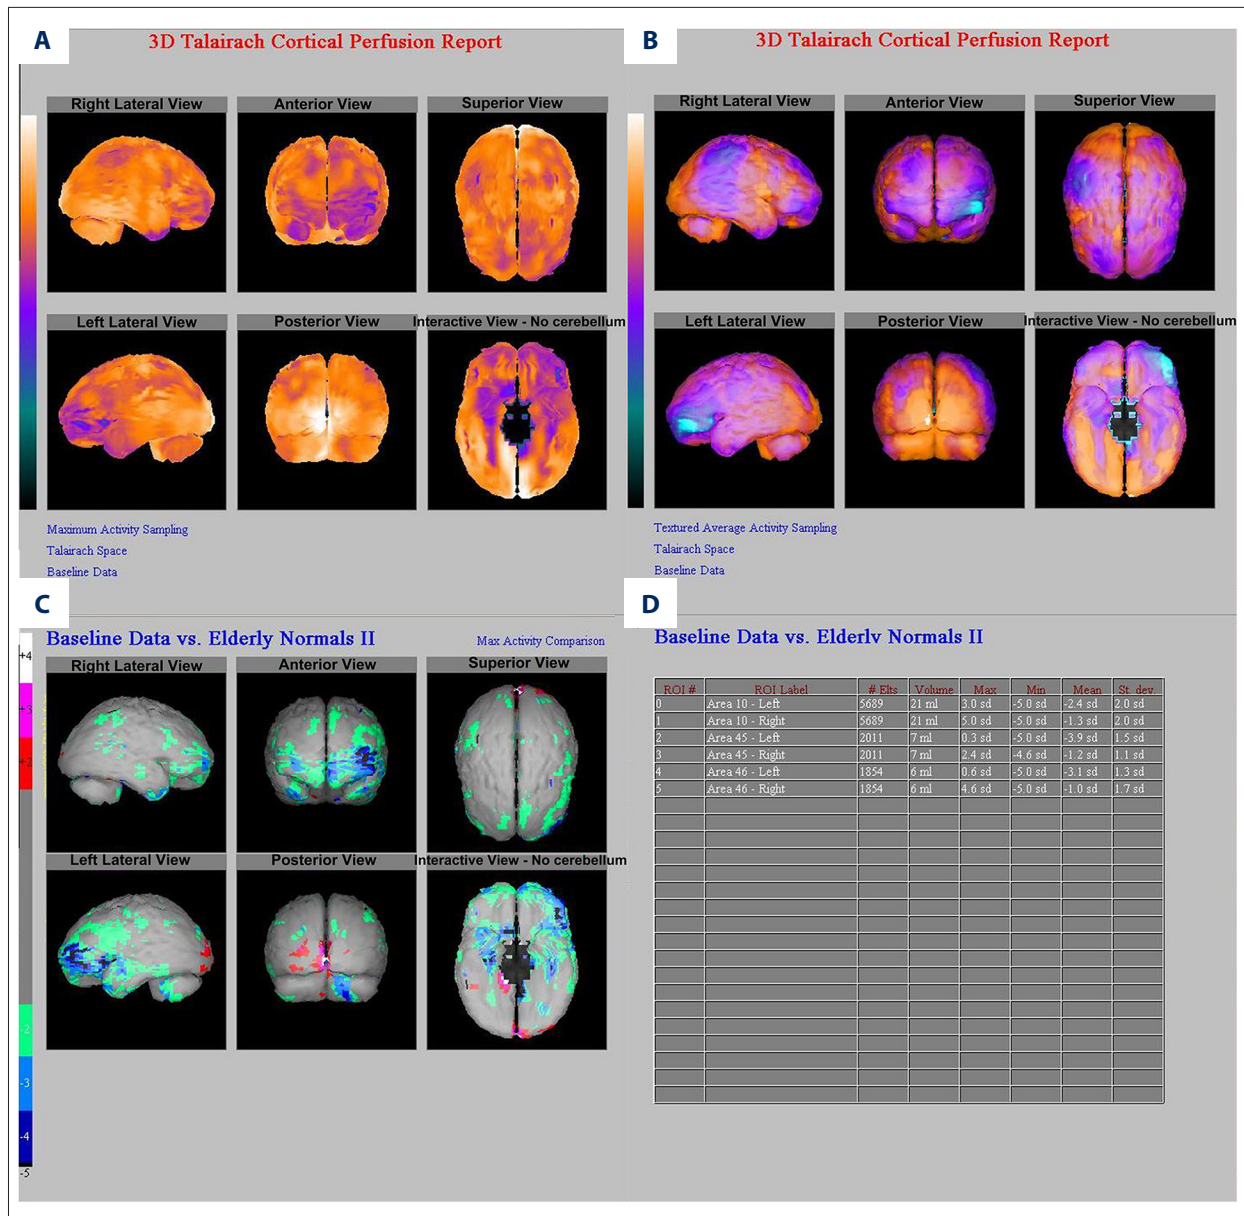 A
3D Talairach Cortical Perfusion Report
Right Lateral View Anterior View Superior View
Left Lateral View Posterior View Interactive View - No cerebellum
Maximum Activity Sampling
Talairach Space
Baseline Data
B
3D Talairach Cortical Perfusion Report
Right Lateral View Anterior View Superior View
Left Lateral View Posterior View Interactive View - No cerebellum
Textured Average Activity Sampling
Talairach Space
Baseline Data
C
Baseline Data vs. Elderly Normals II
Max Activity Comparison
Right Lateral View Anterior View Superior View
Left Lateral View Posterior View Interactive View - No cerebellum
+4
+3
+2
-2
-3
-4
-5
D
Baseline Data vs. Elderly Normals II
ROI # ROI Label # Elts Volume Max Min Mean St. dev.
0 Area 10 - Left 5689 21 ml 3.0 sd -5.0 sd -2.4 sd 2.0 sd
1 Area 10 - Right 5689 21 ml 5.0 sd -5.0 sd -1.3 sd 2.0 sd
2 Area 45 - Left 2011 7 ml 0.3 sd -5.0 sd -3.9 sd 1.5 sd
3 Area 45 - Right 2011 7 ml 2.4 sd -4.6 sd -1.2 sd 1.1 sd
4 Area 46 - Left 1854 6 ml 0.6 sd -5.0 sd -3.1 sd 1.3 sd
5 Area 46 - Right 1854 6 ml 4.6 sd -5.0 sd -1.0 sd 1.7 sd